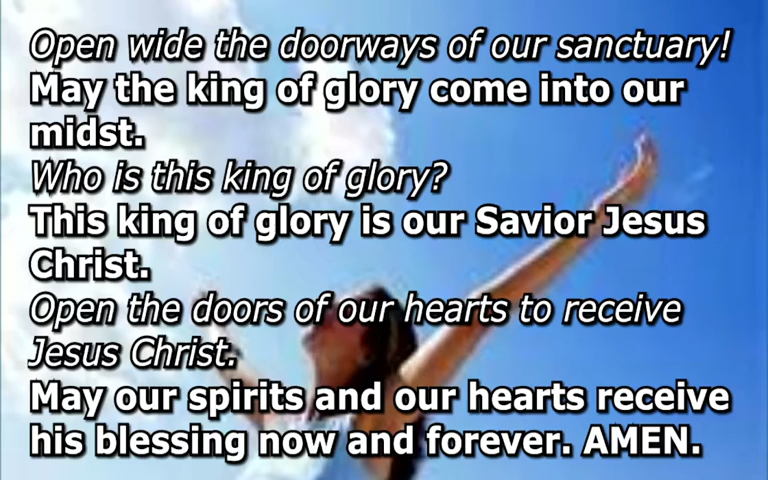 Open wide the doorways of our sanctuary!
May the king of glory come into our
midst.
Who is this king of glory?
This king of glory is our Savior Jesus
Christ.
Open the doors of our hearts to receive
Jesus Christ.
May our spirits and our hearts receive
his blessing now and forever. AMEN.